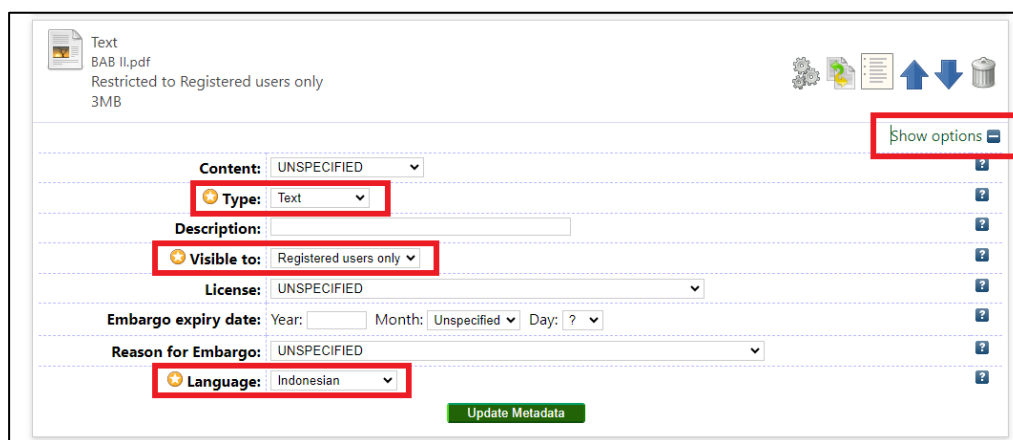 Text
BAB II.pdf
Restricted to Registered users only
3MB
Show options
Content: UNSPECIFIED ?
Type: Text ?
Description: ?
Visible to: Registered users only ?
License: UNSPECIFIED ?
Embargo expiry date: Year: Month: Unspecified Day: ? ?
Reason for Embargo: UNSPECIFIED ?
Language: Indonesian ?
Update Metadata